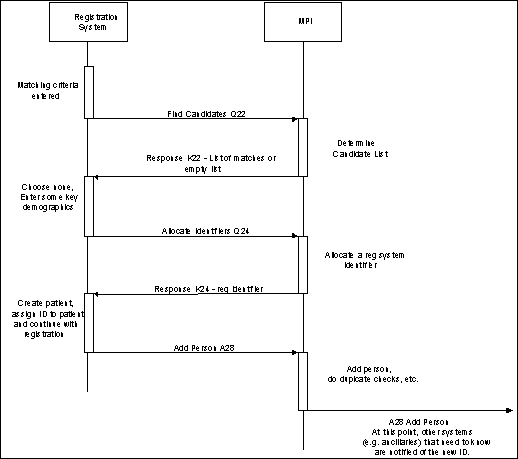 Registration
System
MPI
Matching criteria
entered
Find Candidates Q22
Determine
Candidate List
Response K22 - List of matches or
empty list
Choose none,
Enter some key
demographics
Allocate Identifiers Q24
Allocate a reg system
identifier
Response K24 - reg identifier
Create patient,
assign ID to patient
and continue with
registration
Add Person A28
Add person,
do duplicate checks, etc.
A28 Add Person
At this point, other systems
(e.g. ancillaries) that need to know
are notified of the new ID.